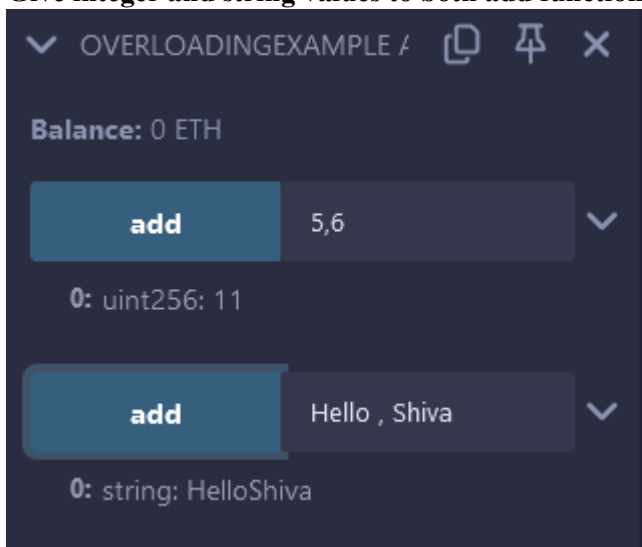 Give integer and string values to both add function
OVERLOADINGEXAMPLE A
Balance: 0 ETH
add 5,6
0: uint256: 11
add Hello , Shiva
0: string: HelloShiva